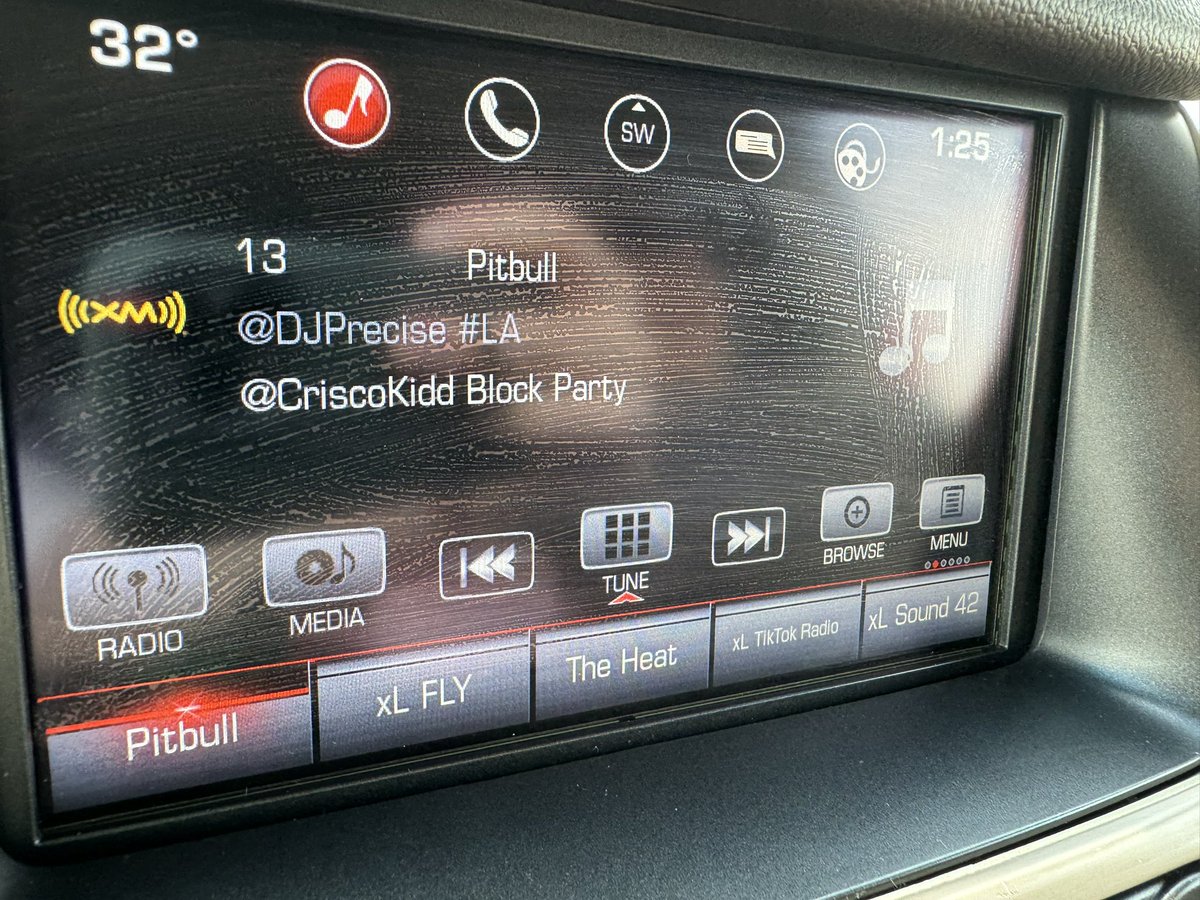 32°
SW
1:25
13
Pitbull
((XM))
@DJPrecise #LA
@CriscoKidd Block Party
RADIO
MEDIA
TUNE
BROWSE
MENU
Pitbull
xL FLY
The Heat
xL TikTok Radio
xL Sound 42